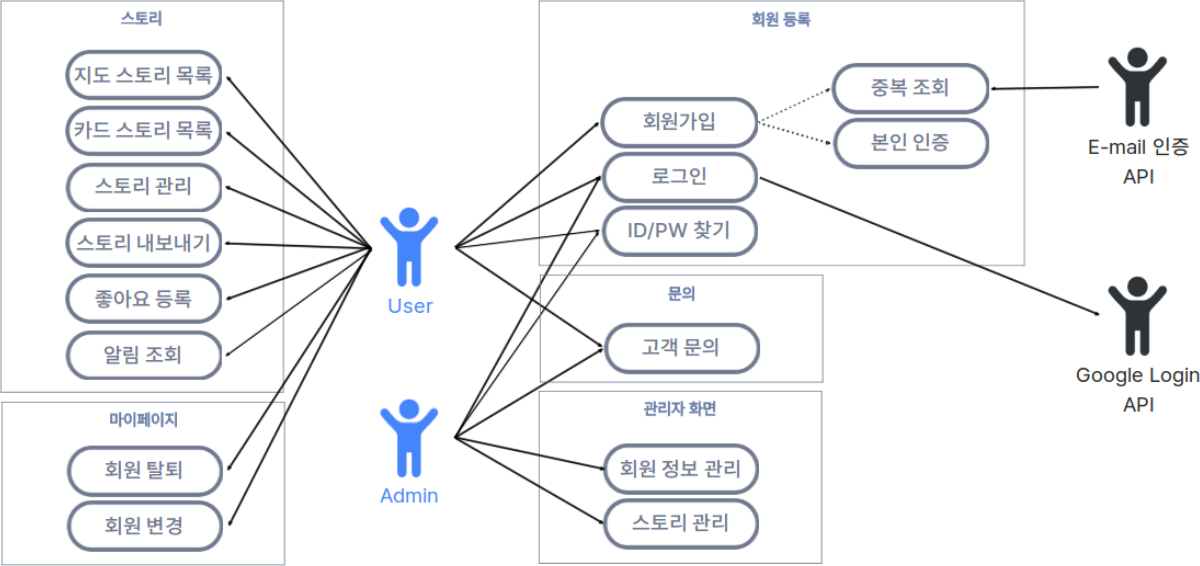 스토리
지도 스토리 목록
카드 스토리 목록
스토리 관리
스토리 내보내기
좋아요 등록
알림 조회
마이페이지
회원 탈퇴
회원 변경
User
Admin
회원 등록
회원가입
로그인
ID/PW 찾기
중복 조회
본인 인증
문의
고객 문의
관리자 화면
회원 정보 관리
스토리 관리
E-mail 인증
API
Google Login
API